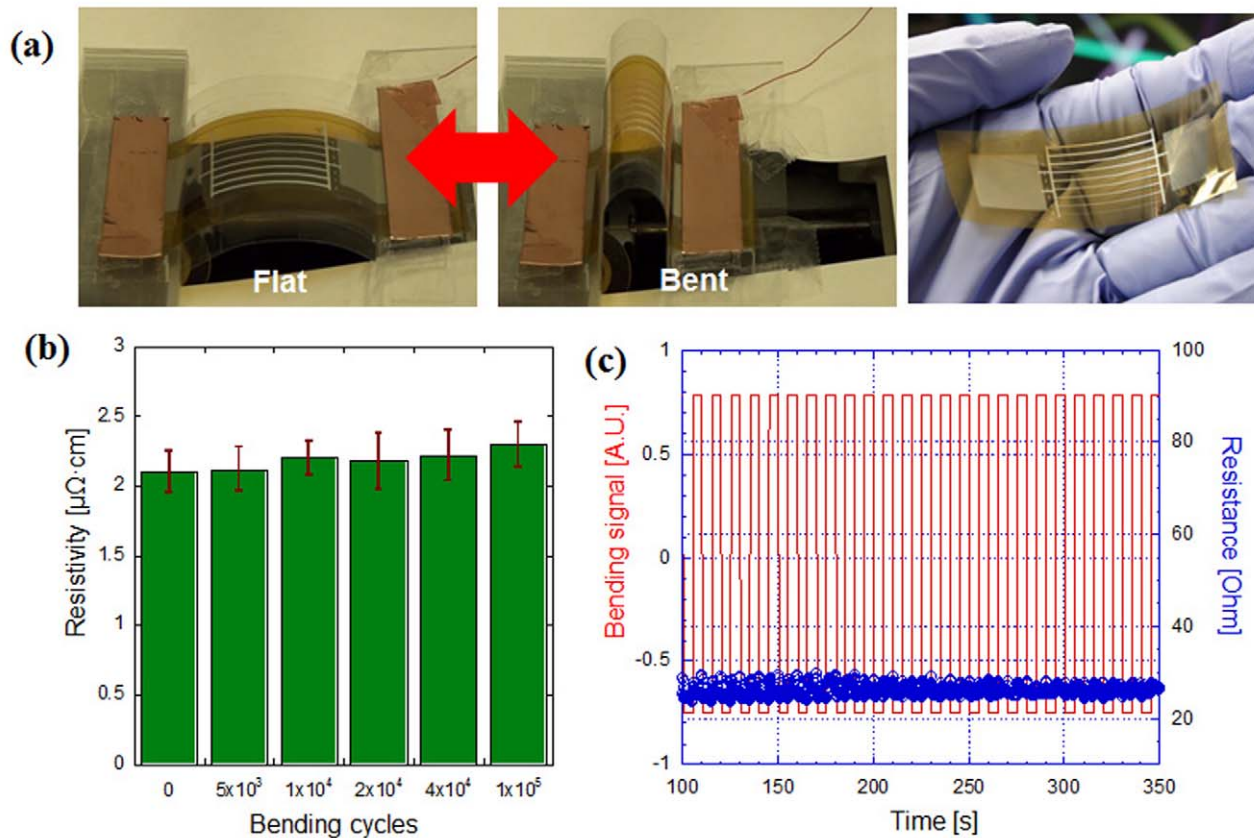 (a)
Flat
Bent
(b)
3
2.5
2
1.5
1
0.5
0
Resistivity [μΩ·cm]
0 5x10³ 1x10⁴ 2x10⁴ 4x10⁴ 1x10⁵
Bending cycles
(c)
1
0.5
0
-0.5
-1
Bending signal [A.U.]
100
80
60
40
20
Resistance [Ohm]
100 150 200 250 300 350
Time [s]